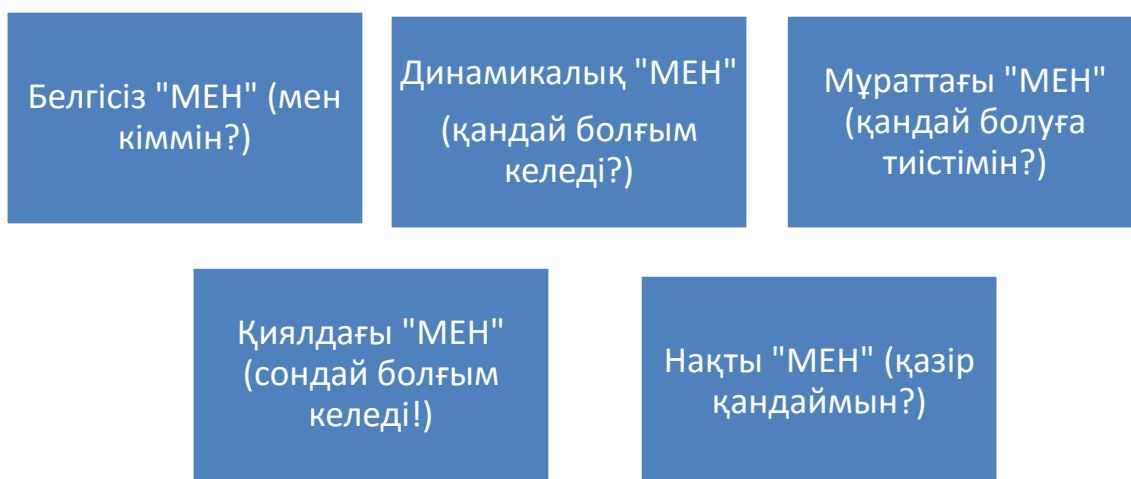 Белгісіз "МЕН" (мен
кіммін?)
Динамикалық "МЕН"
(қандай болғым
келеді?)
Мұраттағы "МЕН"
(қандай болуға
тиістімін?)
Қиялдағы "МЕН"
(сондай болғым
келеді!)
Нақты "МЕН" (қазір
қандаймын?)